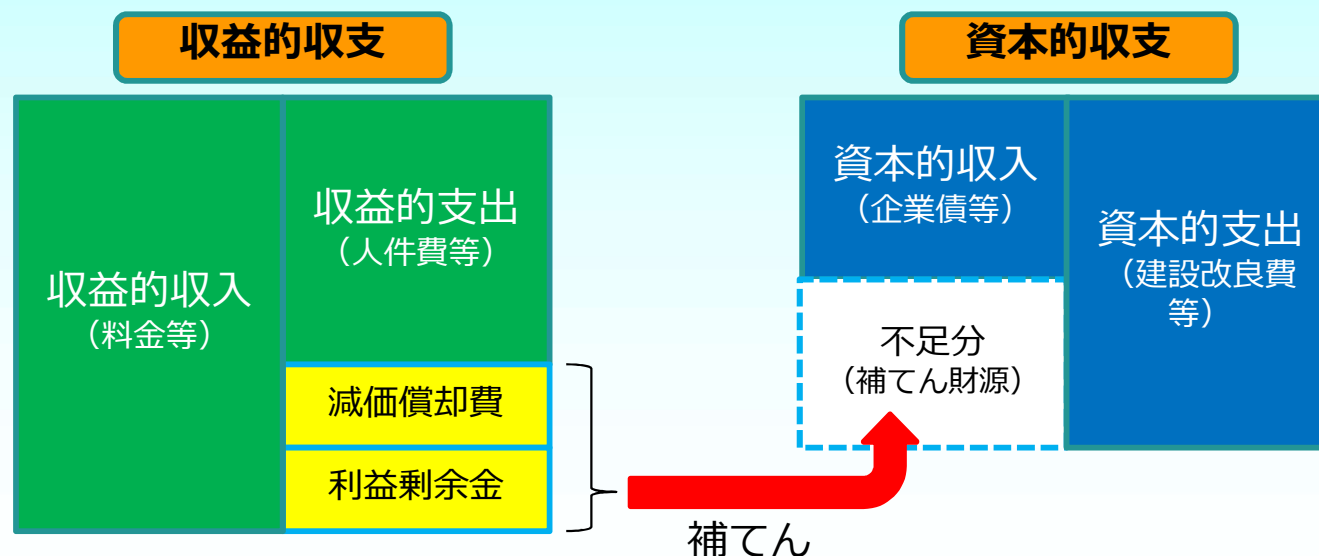 収益的収支
資本的収支
収益的収入
（料金等）
収益的支出
（人件費等）
減価償却費
利益剰余金
補てん
資本的収入
（企業債等）
不足分
（補てん財源）
資本的支出
（建設改良費
等）